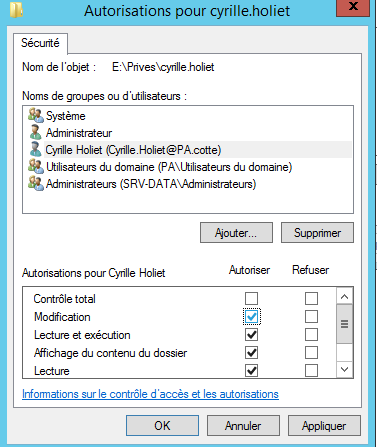 Autorisations pour cyrille.holiet
Sécurité
Nom de l'objet : E:\Prives\cyrille.holiet
Noms de groupes ou d'utilisateurs :
Système
Administrateur
Cyrille Holiet (Cyrille.Holiet@PA.cotte)
Utilisateurs du domaine (PA\Utilisateurs du domaine)
Administrateurs (SRV-DATA\Administrateurs)
Ajouter... Supprimer
Autorisations pour Cyrille Holiet Autoriser Refuser
Contrôle total
Modification
Lecture et exécution
Affichage du contenu du dossier
Lecture
Informations sur le contrôle d'accès et les autorisations
OK Annuler Appliquer